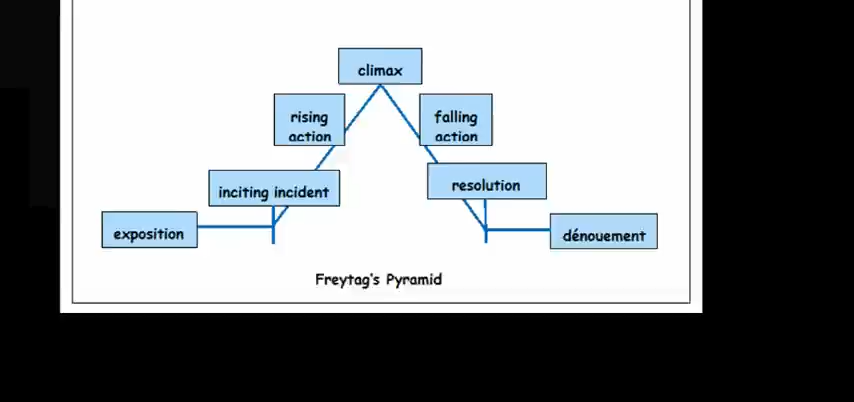 climax
rising
action
falling
action
inciting incident
resolution
exposition
dénouement
Freytag's Pyramid